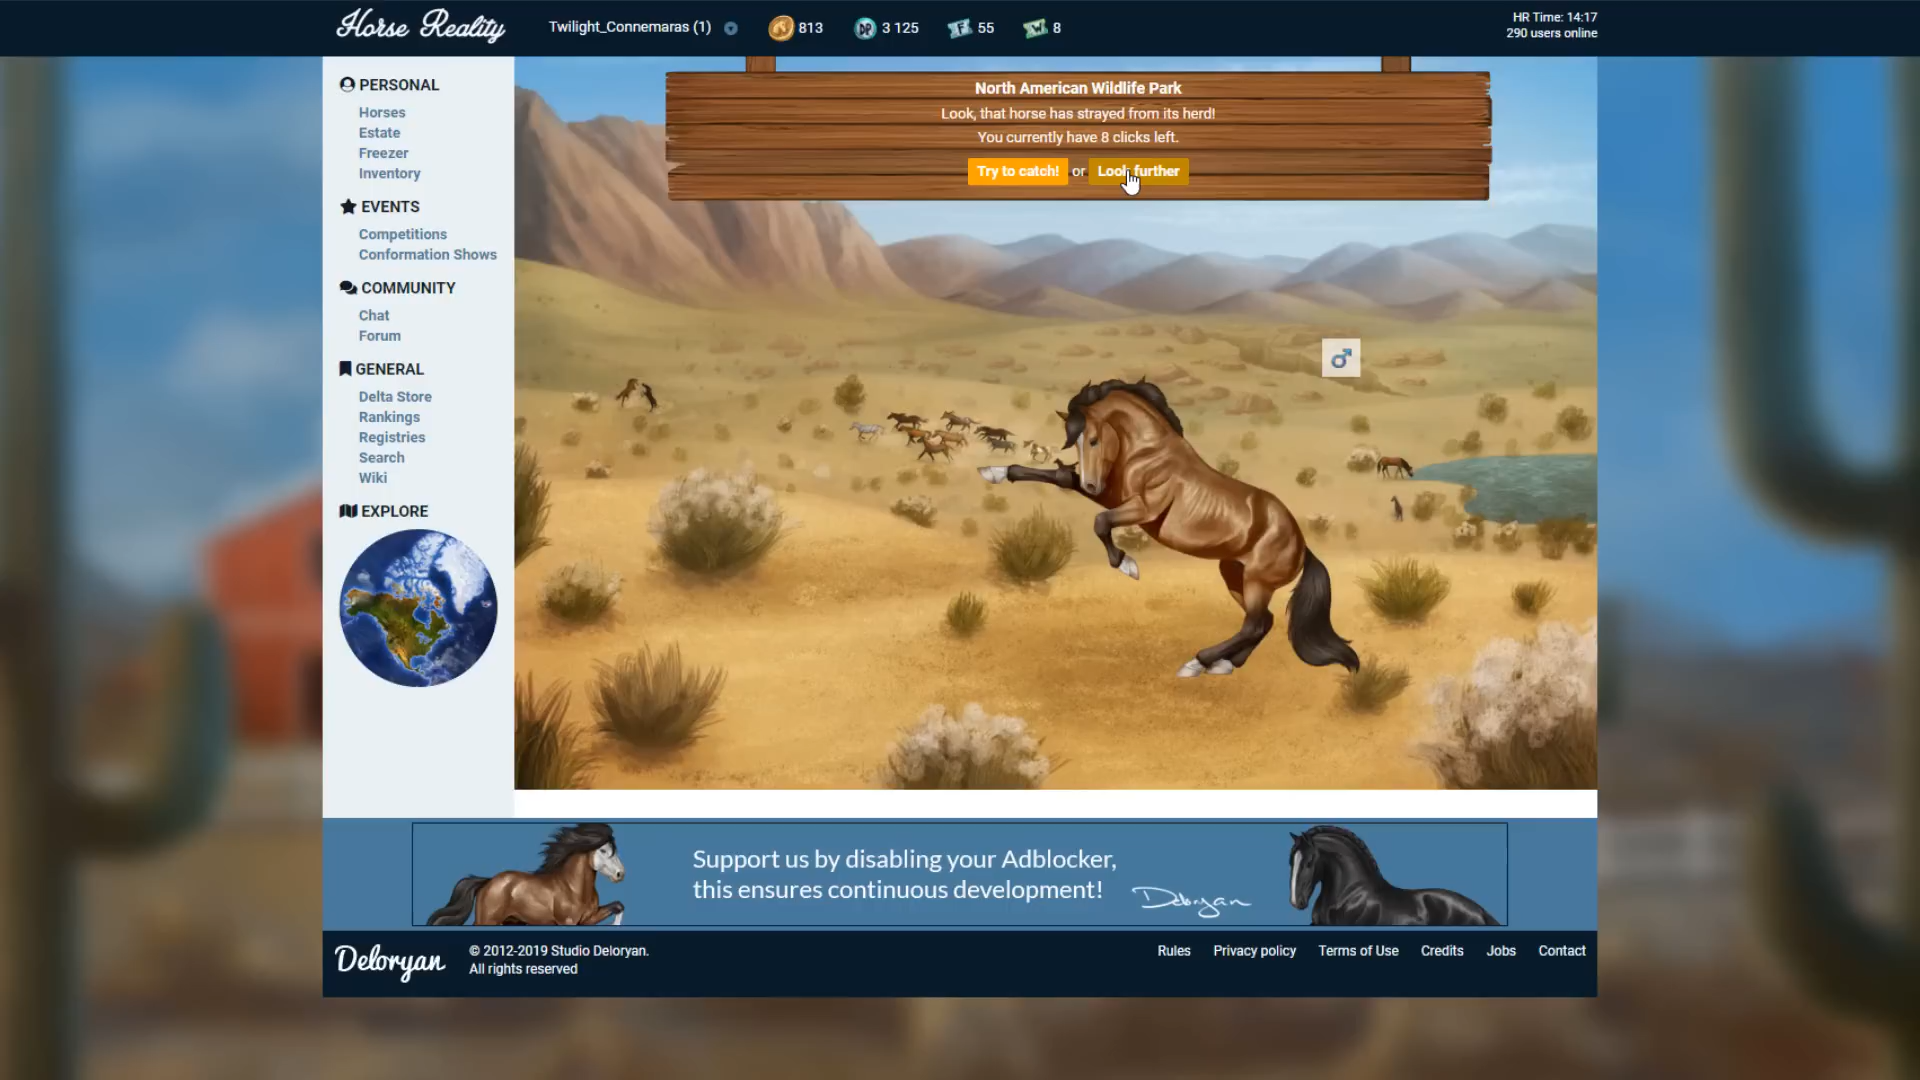 Horse Reality
Twilight_Connemaras (1)
813
DP
3 125
F
55
W
8
HR Time: 14:17
290 users online
PERSONAL
Horses
Estate
Freezer
Inventory
EVENTS
Competitions
Conformation Shows
COMMUNITY
Chat
Forum
GENERAL
Delta Store
Rankings
Registries
Search
Wiki
EXPLORE
North American Wildlife Park
Look, that horse has strayed from its herd!
You currently have 8 clicks left.
Try to catch! or Look further
Support us by disabling your Adblocker,
this ensures continuous development!
Deloryan
Deloryan
© 2012-2019 Studio Deloryan.
All rights reserved
Rules Privacy policy Terms of Use Credits Jobs Contact